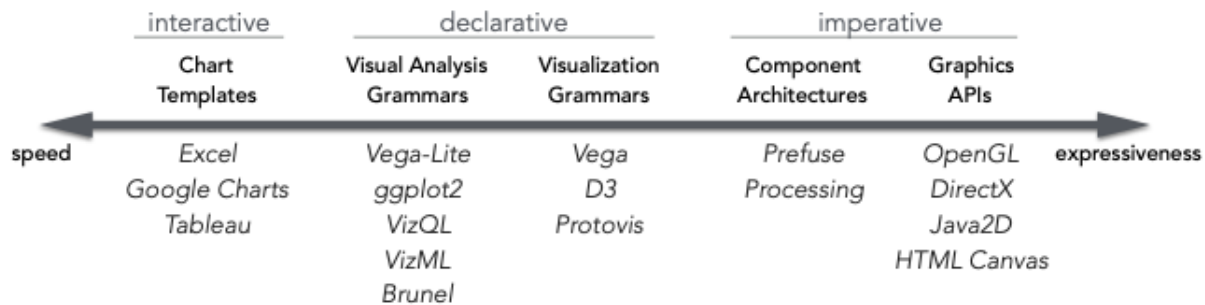 interactive declarative imperative
Chart Templates Visual Analysis Grammars Visualization Grammars Component Architectures Graphics APIs
speed expressiveness
Excel Vega-Lite Vega Prefuse OpenGL
Google Charts ggplot2 D3 Processing DirectX
Tableau VizQL Protovis Java2D
VizML HTML Canvas
Brunel